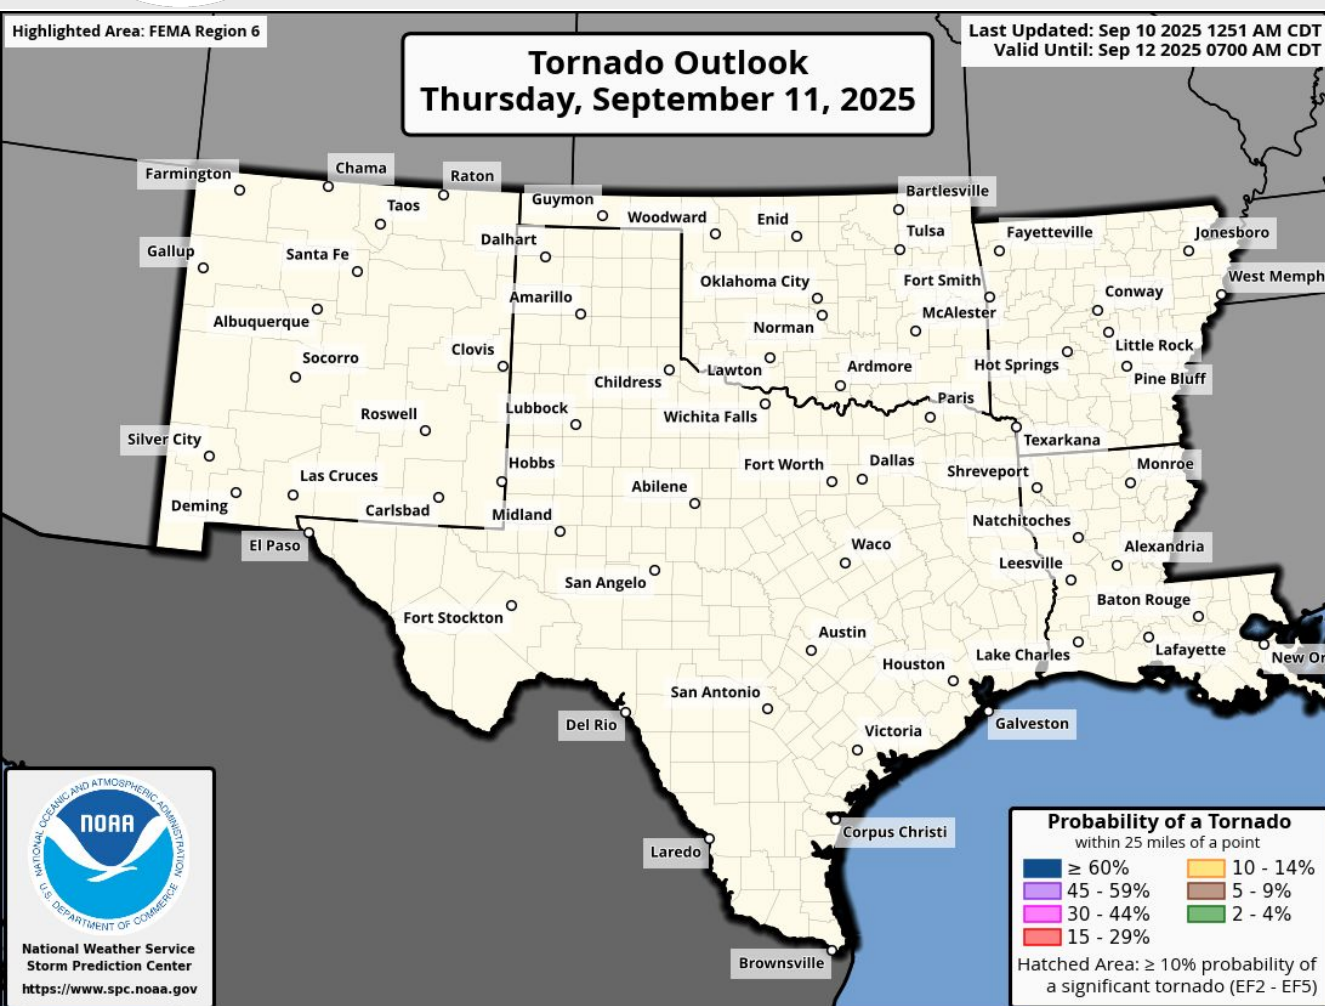 Highlighted Area: FEMA Region 6
Last Updated: Sep 10 2025 1251 AM CDT
Valid Until: Sep 12 2025 0700 AM CDT
Tornado Outlook
Thursday, September 11, 2025
Farmington
Chama
Raton
Taos
Guymon
Woodward
Enid
Bartlesville
Tulsa
Fayetteville
Jonesboro
Gallup
Santa Fe
Dalhart
Oklahoma City
Fort Smith
Conway
West Memph
Albuquerque
Amarillo
Norman
McAlester
Little Rock
Socorro
Clovis
Childress
Lawton
Ardmore
Hot Springs
Pine Bluff
Roswell
Lubbock
Wichita Falls
Paris
Texarkana
Silver City
Las Cruces
Hobbs
Fort Worth
Dallas
Shreveport
Monroe
Deming
Carlsbad
Midland
Abilene
Natchitoches
El Paso
San Angelo
Waco
Leesville
Alexandria
Fort Stockton
Austin
Baton Rouge
Houston
Lake Charles
Lafayette
New Or
Del Rio
San Antonio
Victoria
Galveston
Laredo
Corpus Christi
Brownsville
NATIONAL OCEANIC AND ATMOSPHERIC ADMINISTRATION
NOAA
U.S. DEPARTMENT OF COMMERCE
National Weather Service
Storm Prediction Center
https://www.spc.noaa.gov
Probability of a Tornado
within 25 miles of a point
≥ 60%
10 - 14%
45 - 59%
5 - 9%
30 - 44%
2 - 4%
15 - 29%
Hatched Area: ≥ 10% probability of
a significant tornado (EF2 - EF5)